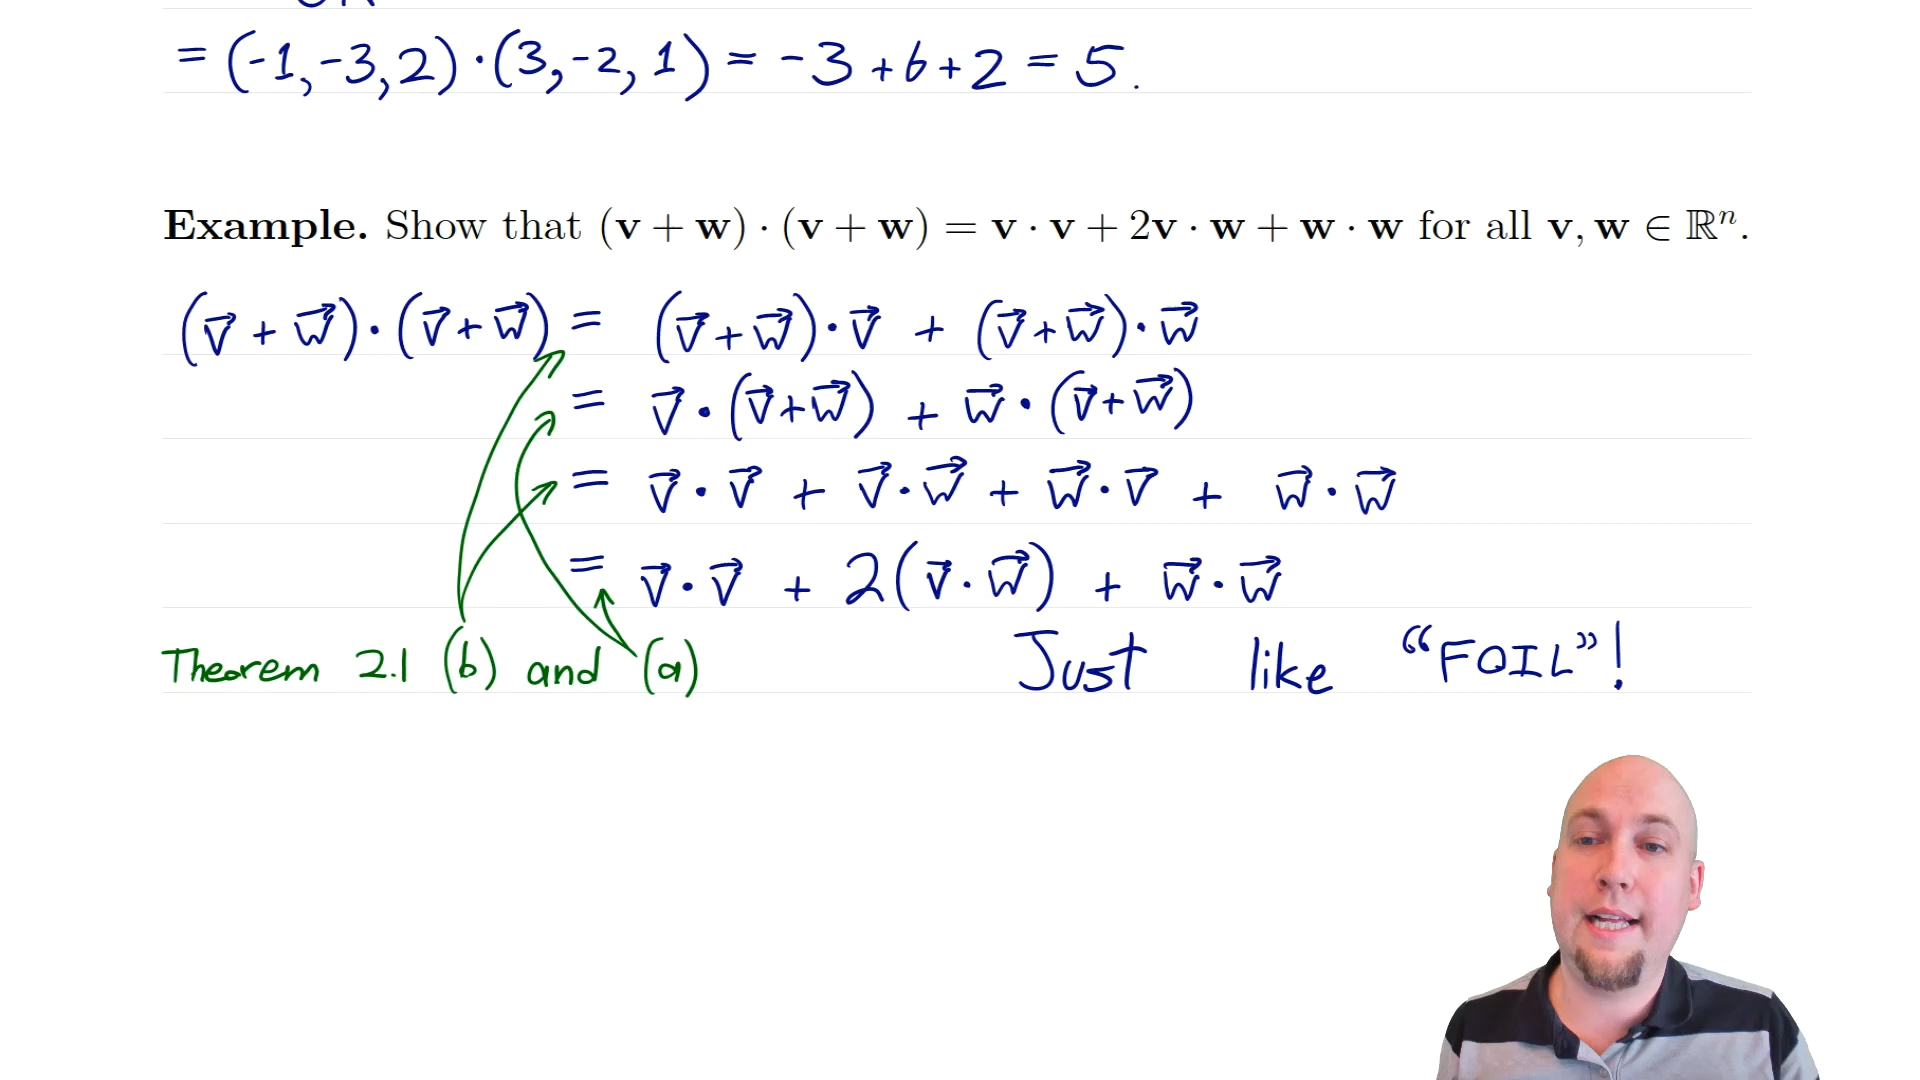 = (-1,-3,2)·(3,-2,1) = -3+6+2 = 5.
Example. Show that (v + w) · (v + w) = v · v + 2v · w + w · w for all v, w ∈ ℝⁿ.
(v⃗ + w⃗)·(v⃗+w⃗) = (v⃗+w⃗)·v⃗ + (v⃗+w⃗)·w⃗
= v⃗·(v⃗+w⃗) + w⃗·(v⃗+w⃗)
= v⃗·v⃗ + v⃗·w⃗ + w⃗·v⃗ + w⃗·w⃗
= v⃗·v⃗ + 2(v⃗·w⃗) + w⃗·w⃗
Theorem 2.1 (b) and (a) Just like “FOIL”!